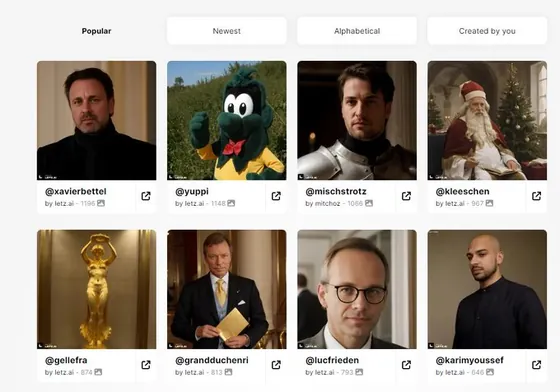 Popular
Newest
Alphabetical
Created by you
@xavierbettel
by letz.ai - 1196
@yuppi
by letz.ai - 1148
@mischstrotz
by mitchoz - 1066
@kleeschen
by letz.ai - 967
@gellefra
by letz.ai - 874
@grandduchenri
by letz.ai - 813
@lucfrieden
by letz.ai - 793
@karimyoussef
by letz.ai - 646